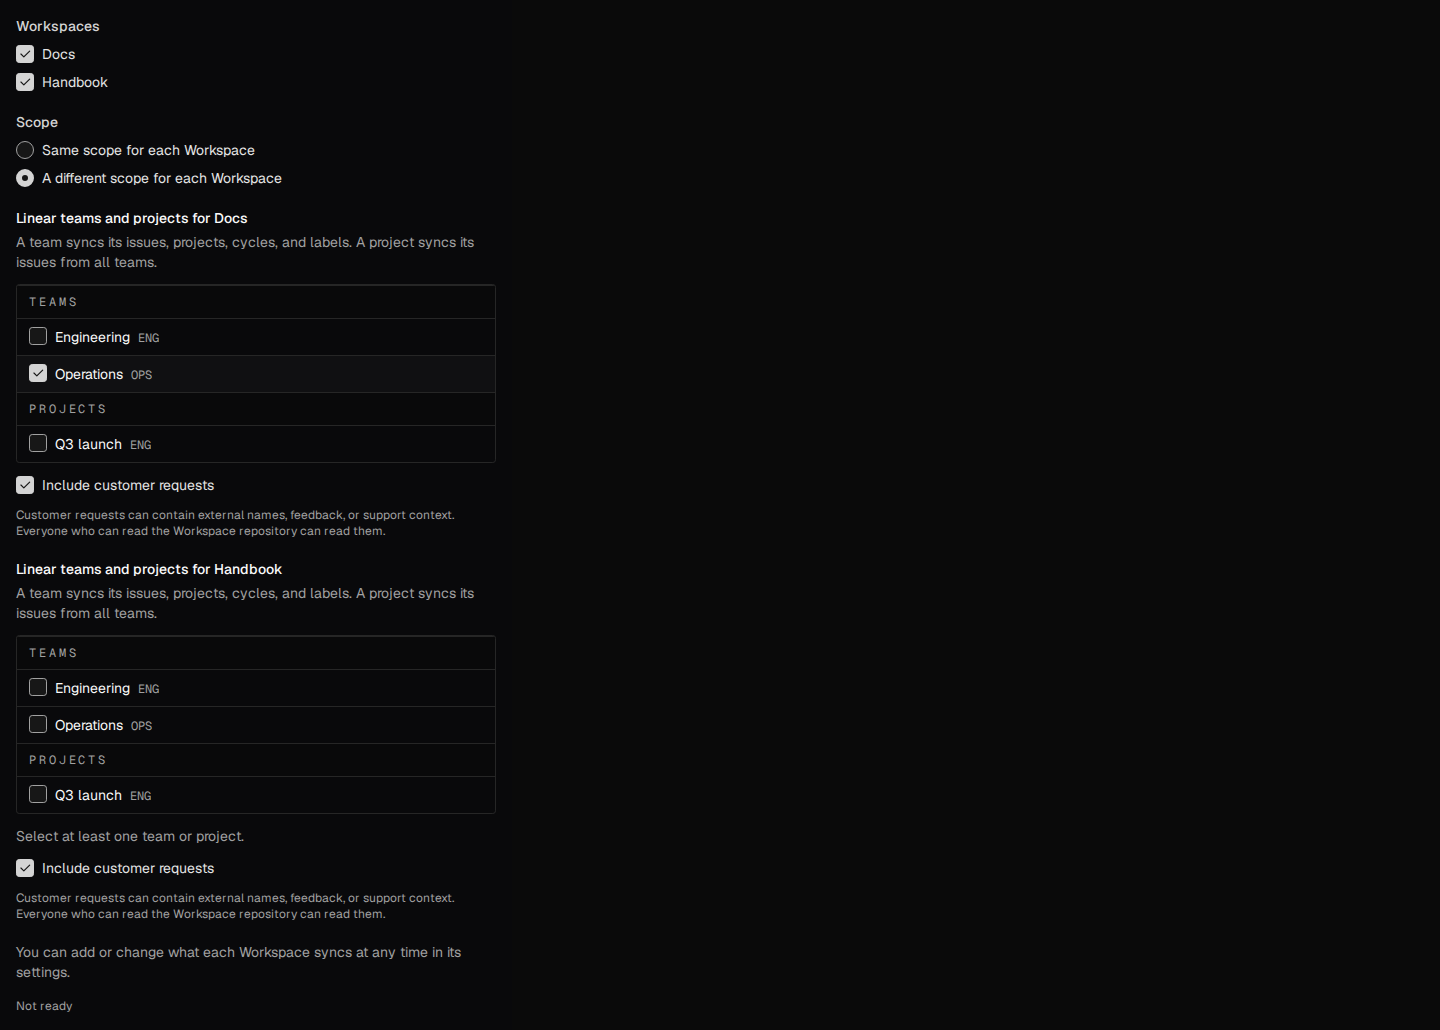 Workspaces
Docs
Handbook
Scope
Same scope for each Workspace
A different scope for each Workspace
Linear teams and projects for Docs
A team syncs its issues, projects, cycles, and labels. A project syncs its
issues from all teams.
TEAMS
Engineering ENG
Operations OPS
PROJECTS
Q3 launch ENG
Include customer requests
Customer requests can contain external names, feedback, or support context.
Everyone who can read the Workspace repository can read them.
Linear teams and projects for Handbook
A team syncs its issues, projects, cycles, and labels. A project syncs its
issues from all teams.
TEAMS
Engineering ENG
Operations OPS
PROJECTS
Q3 launch ENG
Select at least one team or project.
Include customer requests
Customer requests can contain external names, feedback, or support context.
Everyone who can read the Workspace repository can read them.
You can add or change what each Workspace syncs at any time in its
settings.
Not ready